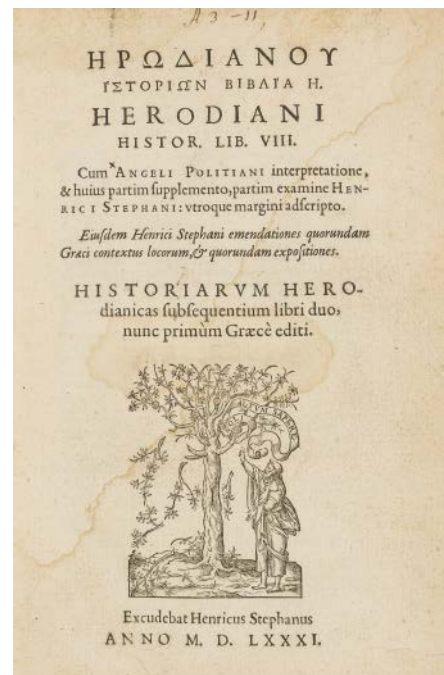 A 3-11,
ΗΡΩΔΙΑΝΟΥ
ἹΣΤΟΡΙΩΝ ΒΙΒΛΙΑ Η.
HERODIANI
HISTOR. LIB. VIII.
Cum ANGELI POLITIANI interpretatione,
& huius partim ſupplemento, partim examine HEN-
RICI STEPHANI: vtroque margini adſcripto.
Eiuſdem Henrici Stephani emendationes quorundam
Græci contextus locorum, & quorundam expoſitiones.
HISTORIARVM HERO-
dianicas ſubſequentium libri duo,
nunc primùm Græcè editi.
Excudebat Henricus Stephanus
ANNO M. D. LXXXI.